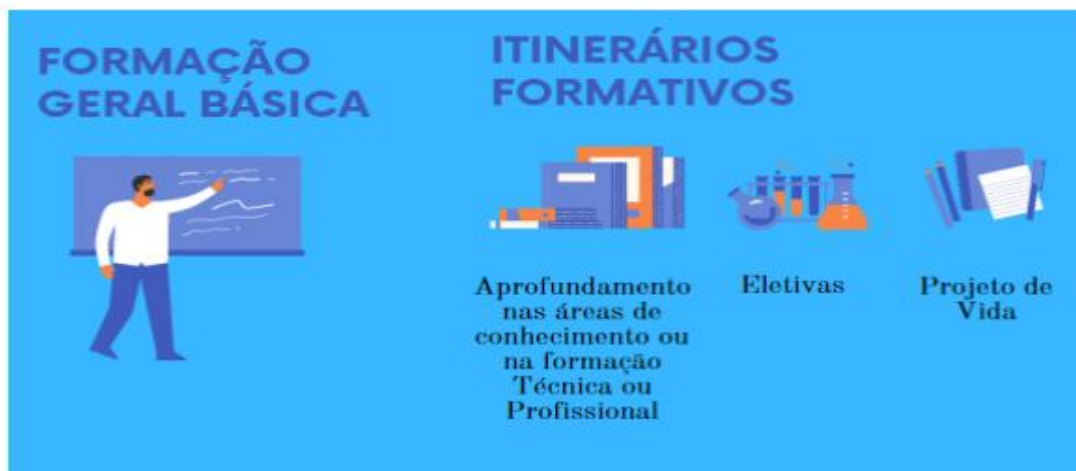 FORMAÇÃO
GERAL BÁSICA
ITINERÁRIOS
FORMATIVOS
Aprofundamento
nas áreas de
conhecimento ou
na formação
Técnica ou
Profissional
Eletivas
Projeto de
Vida